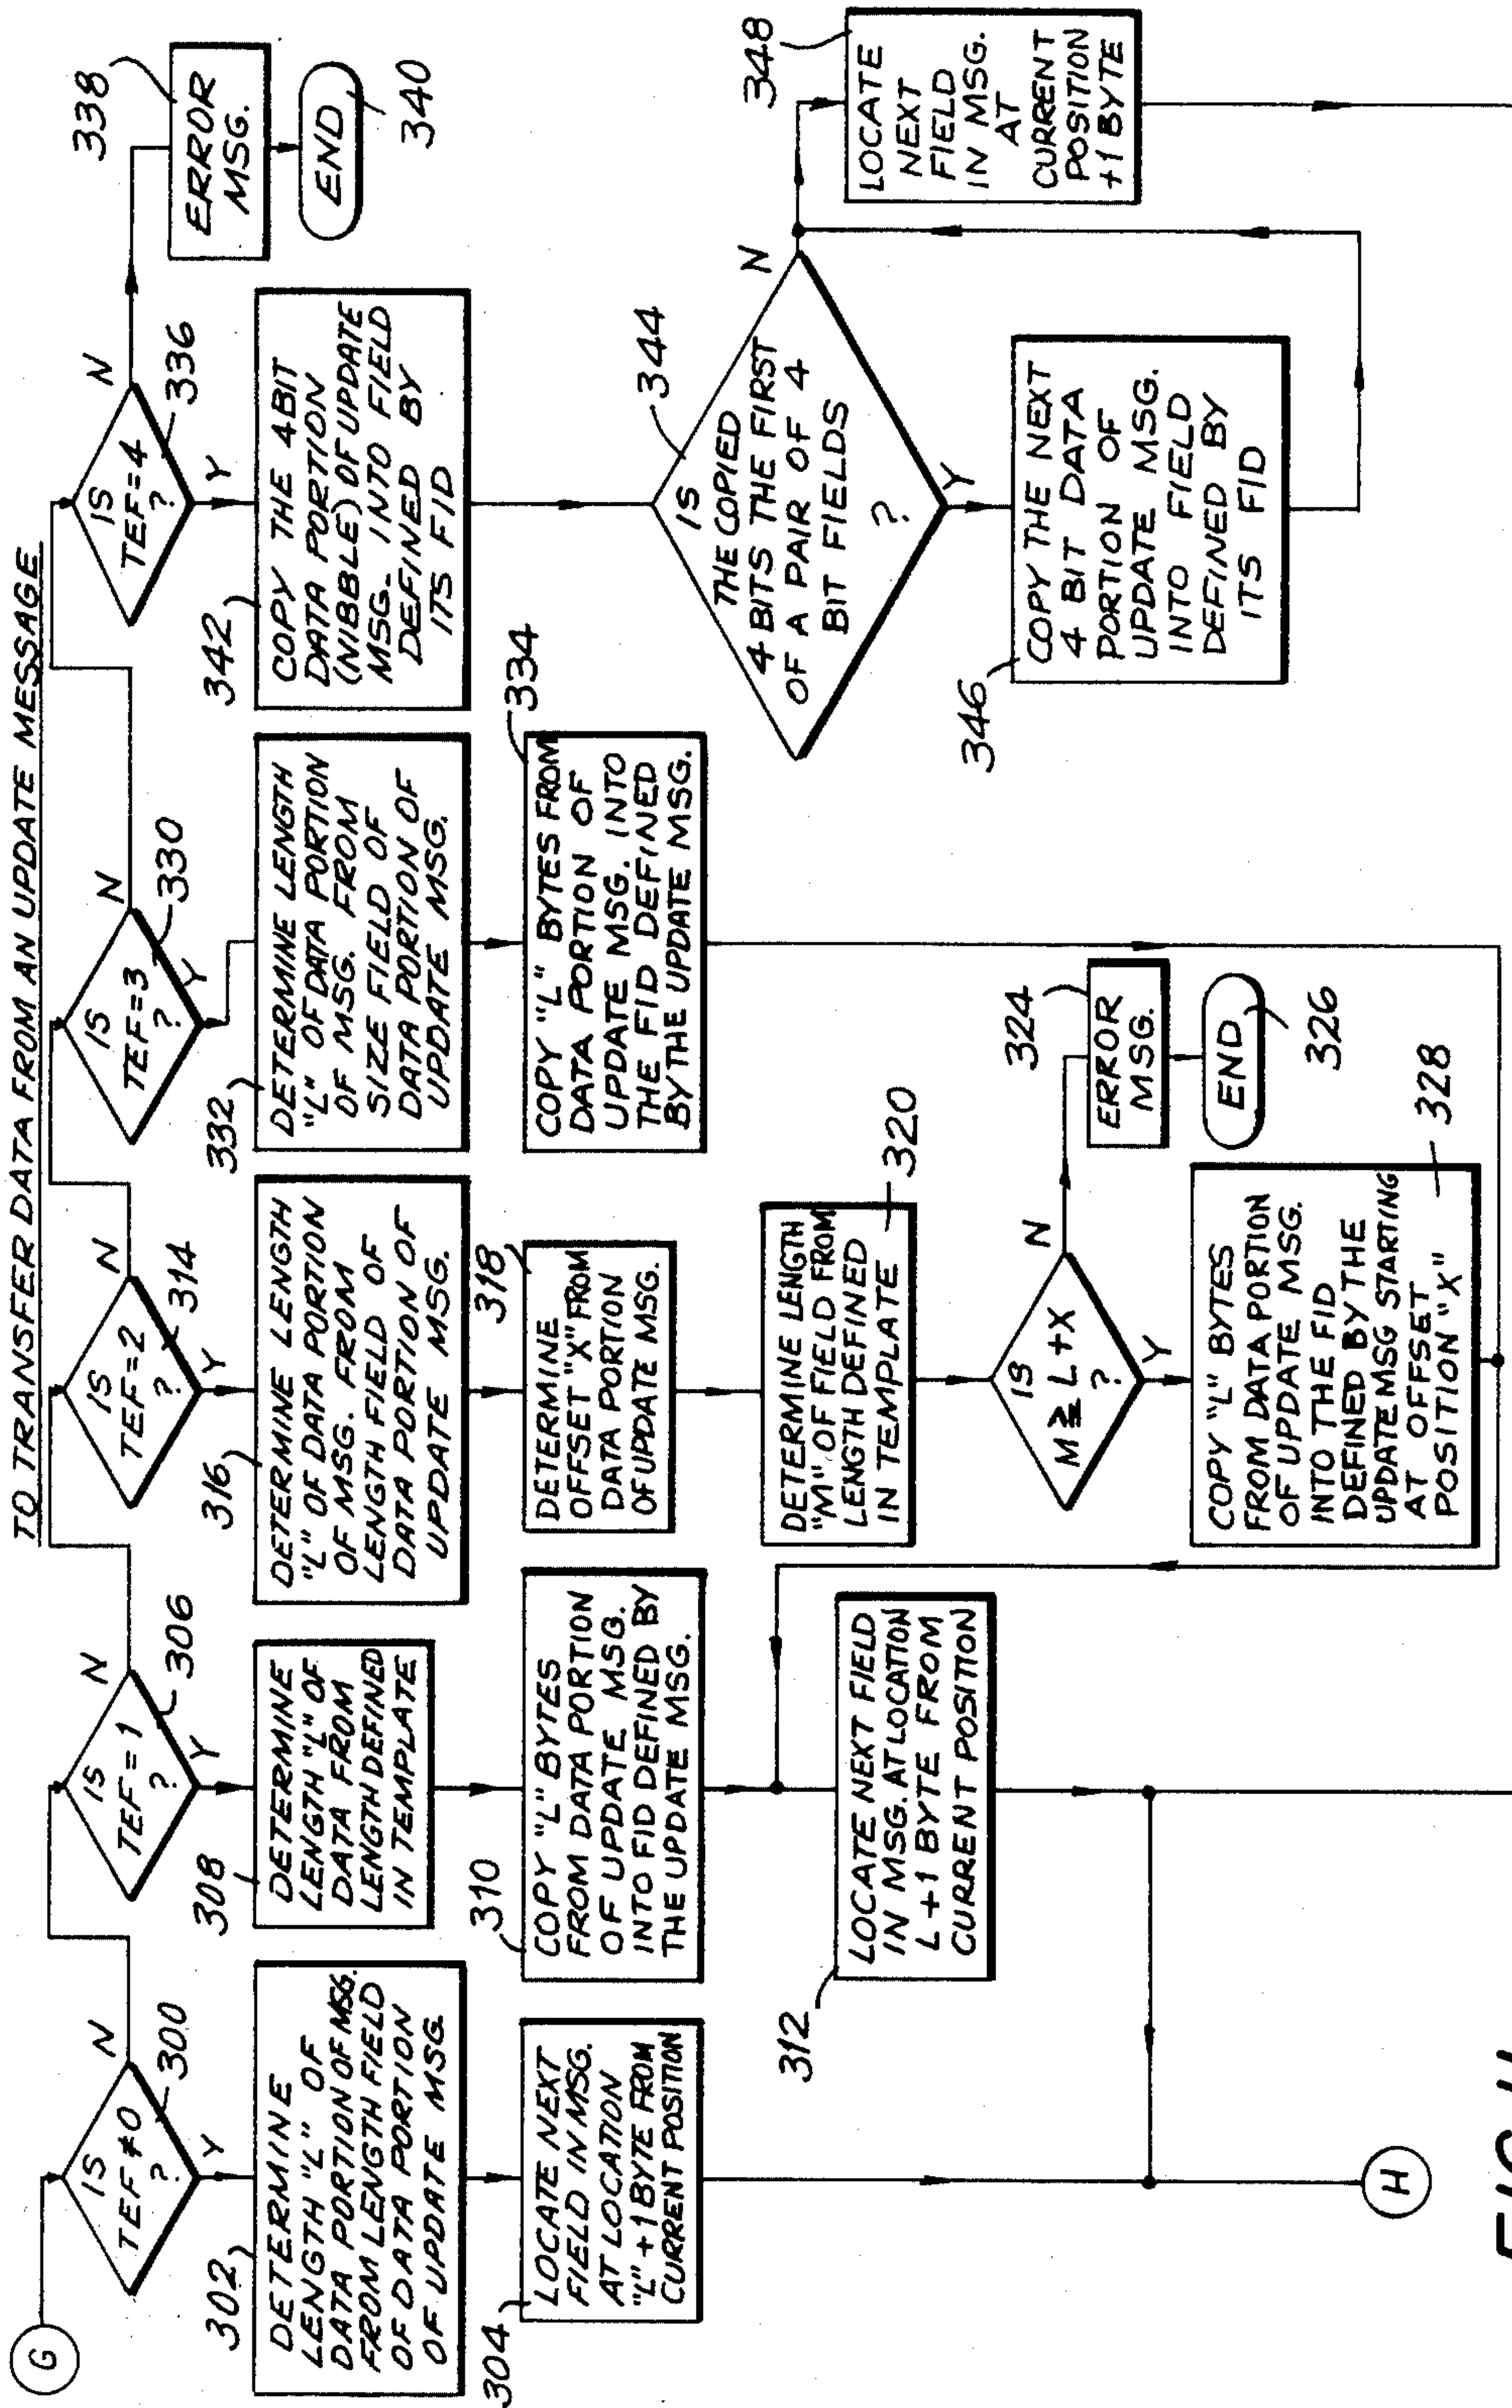 TO TRANSFER DATA FROM AN UPDATE MESSAGE
G
IS
TEF≠0
?
N
300
Y
302
DETERMINE
LENGTH "L" OF
DATA PORTION OF MSG.
FROM LENGTH FIELD
OF DATA PORTION
OF UPDATE MSG.
304
LOCATE NEXT
FIELD IN MSG.
AT LOCATION
"L"+1 BYTE FROM
CURRENT POSITION
IS
TEF=1
?
N
306
Y
308
DETERMINE
LENGTH "L" OF
DATA FROM
LENGTH DEFINED
IN TEMPLATE
310
COPY "L" BYTES
FROM DATA PORTION
OF UPDATE MSG.
INTO FID DEFINED BY
THE UPDATE MSG.
312
LOCATE NEXT FIELD
IN MSG. AT LOCATION
L+1 BYTE FROM
CURRENT POSITION
H
IS
TEF=2
?
N
314
Y
316
DETERMINE LENGTH
"L" OF DATA PORTION
OF MSG. FROM
LENGTH FIELD OF
DATA PORTION OF
UPDATE MSG.
318
DETERMINE
OFFSET "X" FROM
DATA PORTION
OF UPDATE MSG.
DETERMINE LENGTH
"M" OF FIELD FROM
LENGTH DEFINED
IN TEMPLATE
320
IS
M ≧ L+X
?
N
Y
324
ERROR
MSG.
END
326
COPY "L" BYTES
FROM DATA PORTION
OF UPDATE MSG.
INTO THE FID
DEFINED BY THE
UPDATE MSG STARTING
AT OFFSET
POSITION "X"
328
IS
TEF=3
?
N
330
Y
332
DETERMINE LENGTH
"L" OF DATA PORTION
OF MSG. FROM
SIZE FIELD OF
DATA PORTION OF
UPDATE MSG.
334
COPY "L" BYTES FROM
DATA PORTION OF
UPDATE MSG. INTO
THE FID DEFINED
BY THE UPDATE MSG.
IS
TEF=4
?
N
336
Y
338
ERROR
MSG.
END
340
342
COPY THE 4BIT
DATA PORTION
(NIBBLE) OF UPDATE
MSG. INTO FIELD
DEFINED BY
ITS FID
344
IS
THE COPIED
4 BITS THE FIRST
OF A PAIR OF 4
BIT FIELDS
?
N
Y
346
COPY THE NEXT
4 BIT DATA
PORTION OF
UPDATE MSG.
INTO FIELD
DEFINED BY
ITS FID
348
LOCATE
NEXT
FIELD
IN MSG.
AT
CURRENT
POSITION
+1 BYTE